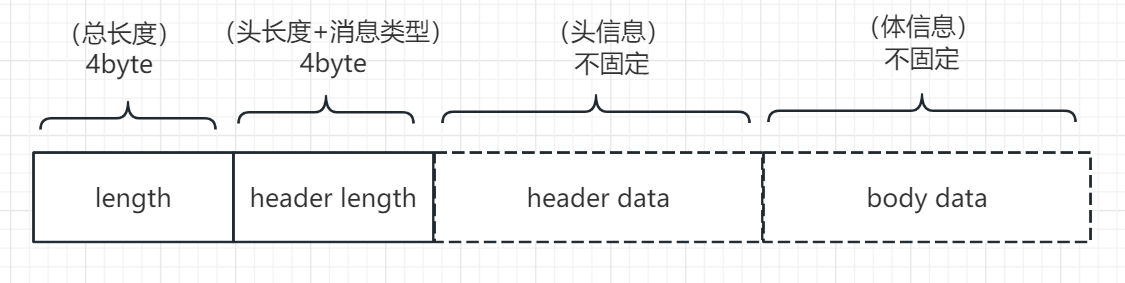 (总长度)
4byte
(头长度+消息类型)
4byte
(头信息)
不固定
(体信息)
不固定
length
header length
header data
body data